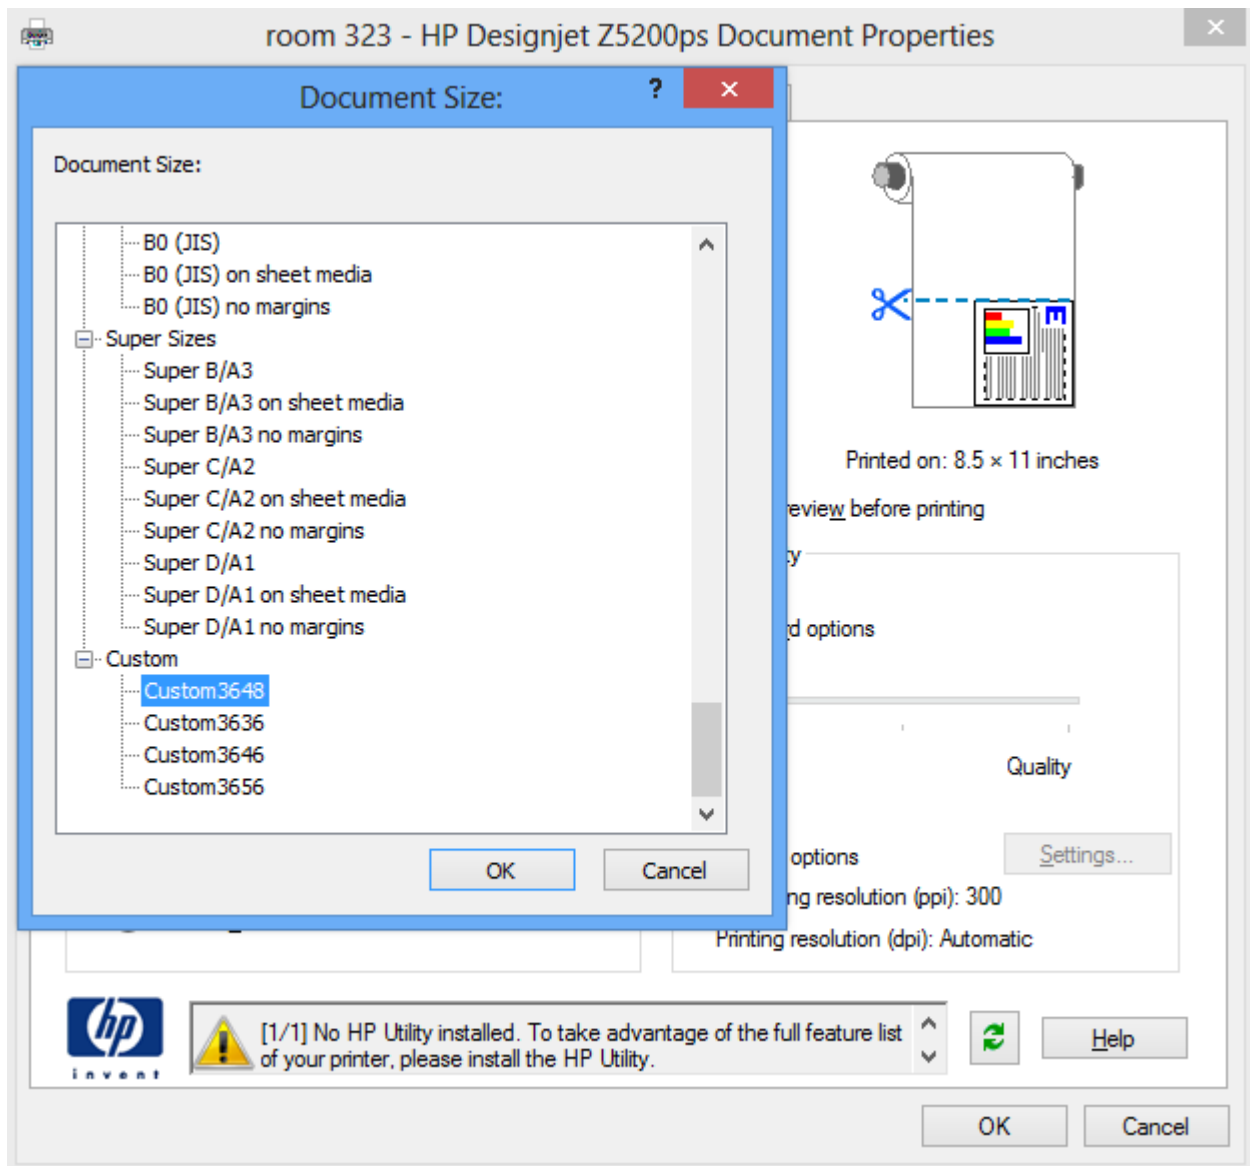 room 323 - HP Designjet Z5200ps Document Properties
Document Size:
?
Document Size:
B0 (JIS)
B0 (JIS) on sheet media
B0 (JIS) no margins
Super Sizes
Super B/A3
Super B/A3 on sheet media
Super B/A3 no margins
Super C/A2
Super C/A2 on sheet media
Super C/A2 no margins
Super D/A1
Super D/A1 on sheet media
Super D/A1 no margins
Custom
Custom3648
Custom3636
Custom3646
Custom3656
OK
Cancel
E
Printed on: 8.5 × 11 inches
review before printing
ty
rd options
Quality
options
Settings...
ng resolution (ppi): 300
Printing resolution (dpi): Automatic
hp
invent
[1/1] No HP Utility installed. To take advantage of the full feature list
of your printer, please install the HP Utility.
Help
OK
Cancel